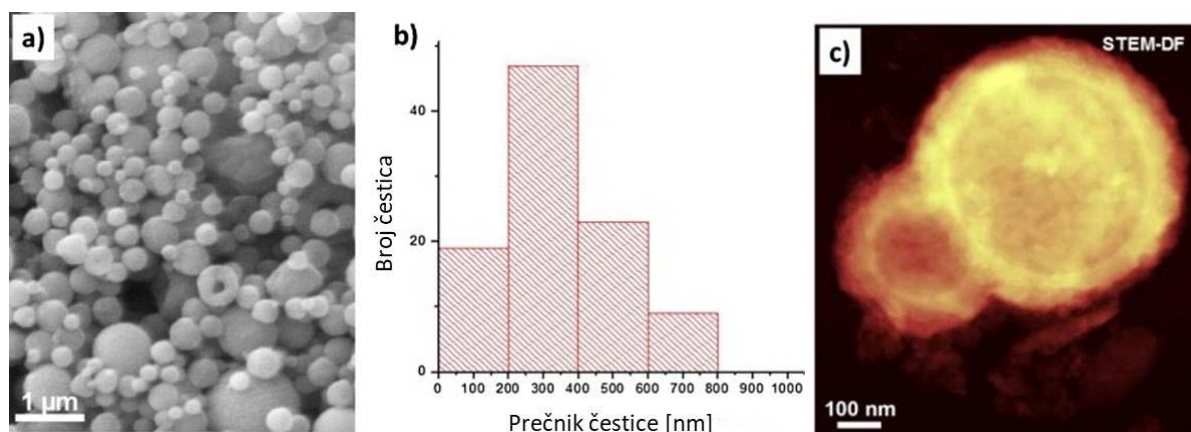 a)
1 µm
b)
Broj čestica
40
20
0
0 100 200 300 400 500 600 700 800 900 1000
Prečnik čestice [nm]
c)
STEM-DF
100 nm